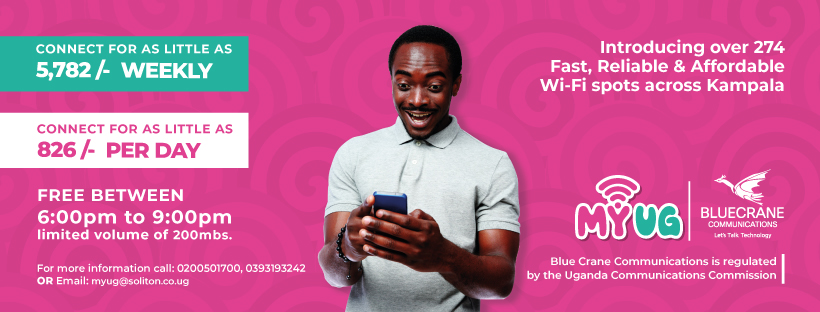 CONNECT FOR AS LITTLE AS
5,782 /- WEEKLY
CONNECT FOR AS LITTLE AS
826 /- PER DAY
FREE BETWEEN
6:00pm to 9:00pm
limited volume of 200mbs.
For more information call: 0200501700, 0393193242
OR Email: myug@soliton.co.ug
Introducing over 274
Fast, Reliable & Affordable
Wi-Fi spots across Kampala
MYUG
BLUECRANE
COMMUNICATIONS
Let's Talk Technology
Blue Crane Communications is regulated
by the Uganda Communications Commission